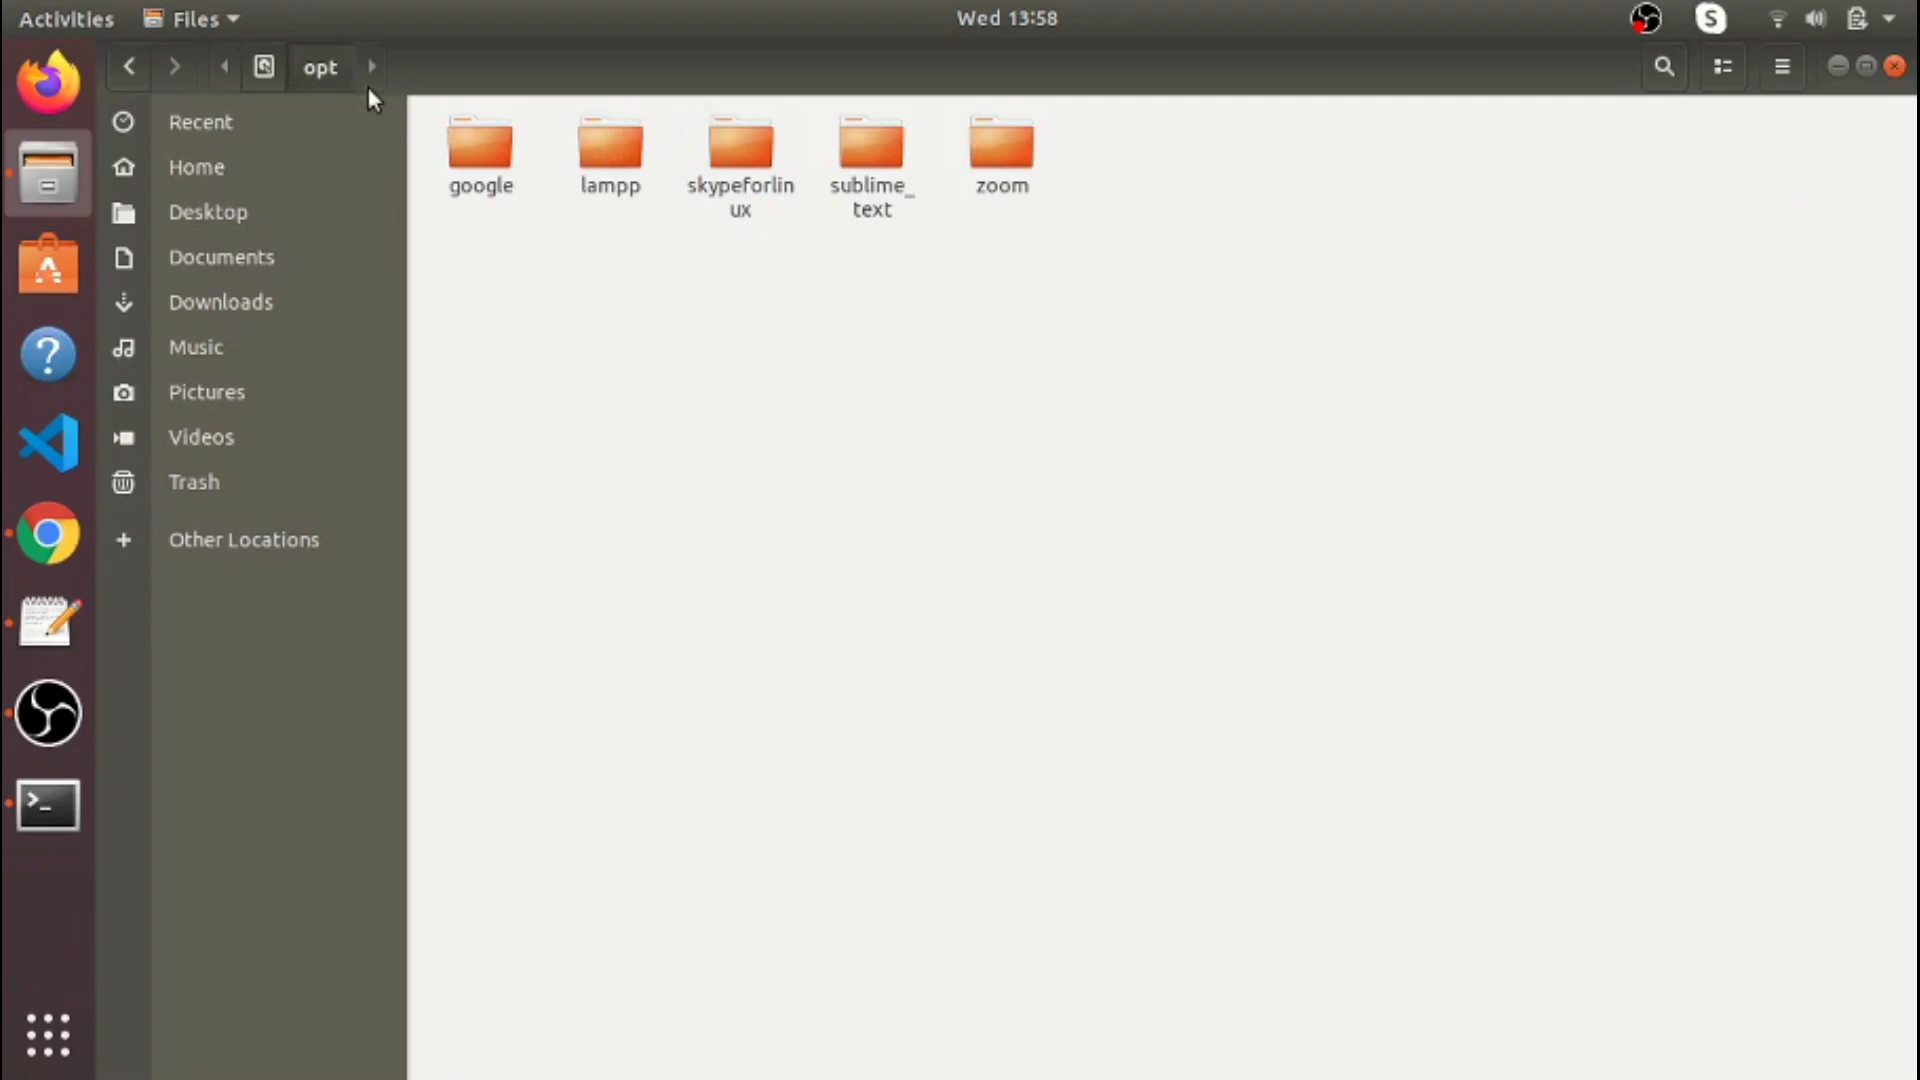 Activities Files Wed 13:58
opt
Recent
Home
Desktop
Documents
Downloads
Music
Pictures
Videos
Trash
Other Locations
google lampp skypeforlin sublime_ zoom
ux text